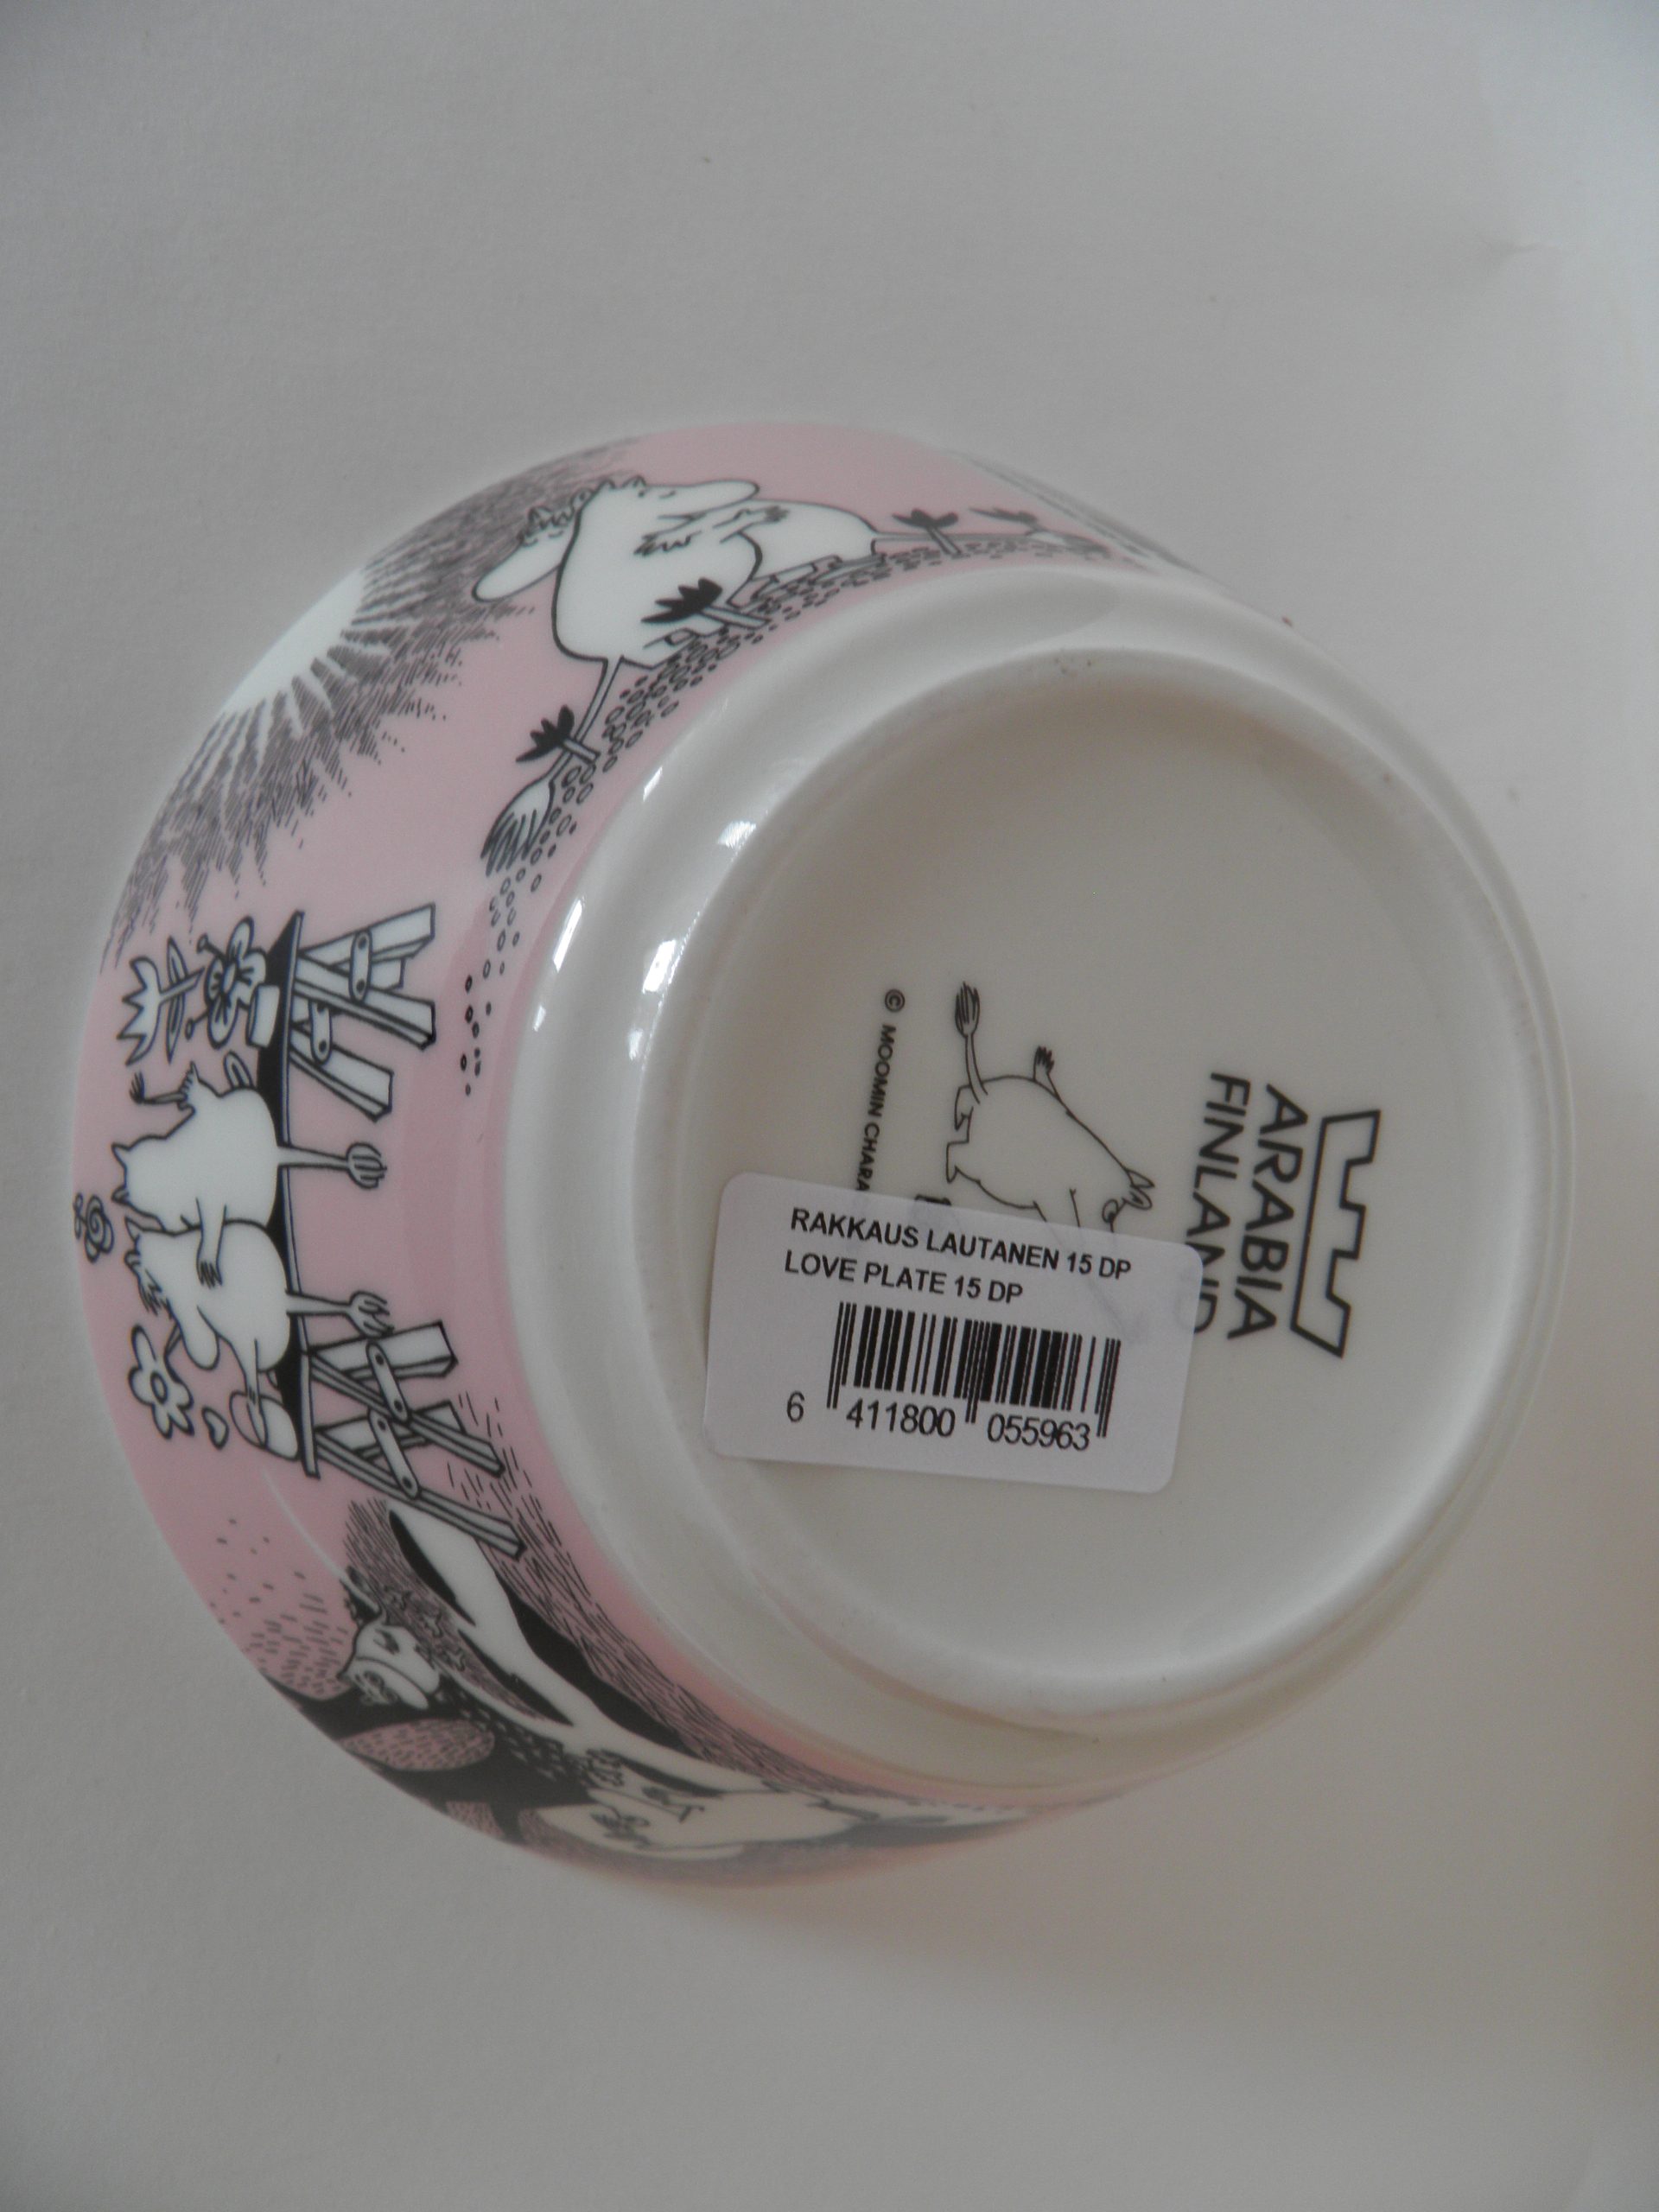 ARABIA
FINLAND
© MOOMIN CHARA
RAKKAUS LAUTANEN 15 DP
LOVE PLATE 15 DP
6 411800 055963